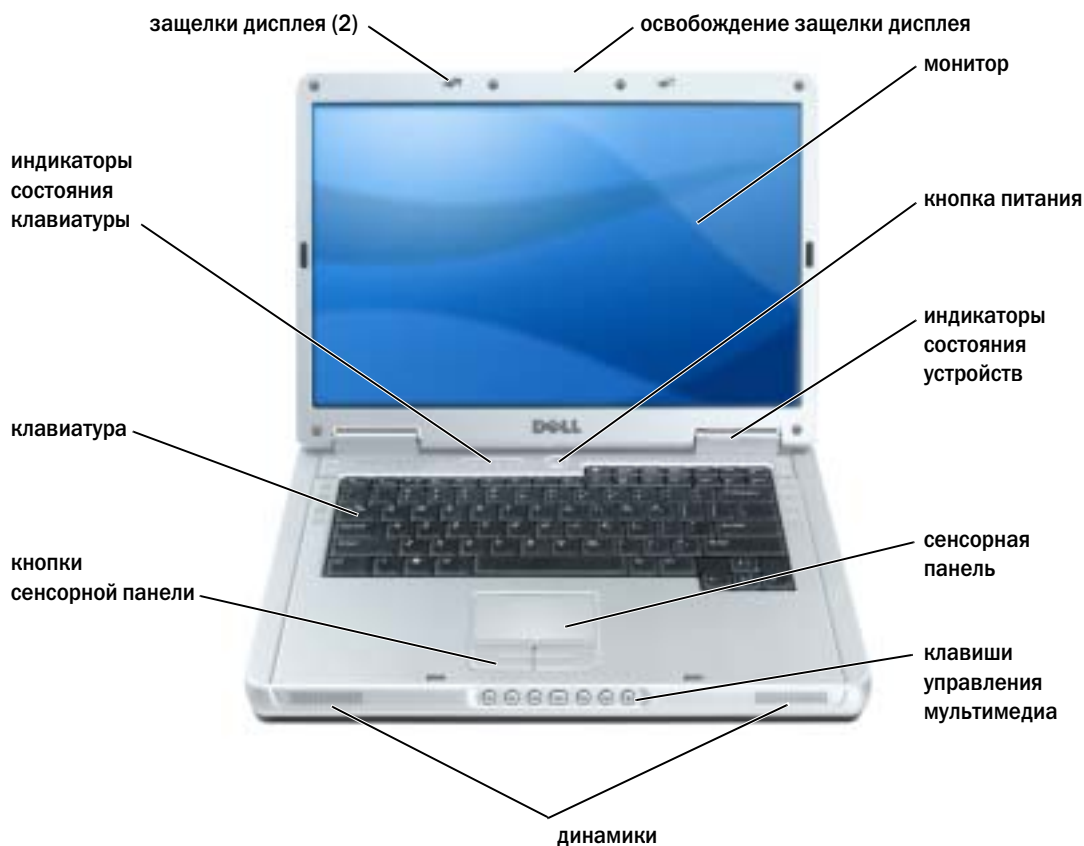 защелки дисплея (2)
освобождение защелки дисплея
монитор
индикаторы
состояния
клавиатуры
кнопка питания
индикаторы
состояния
устройств
клавиатура
DELL
сенсорная
панель
кнопки
сенсорной панели
клавиши
управления
мультимедиа
динамики